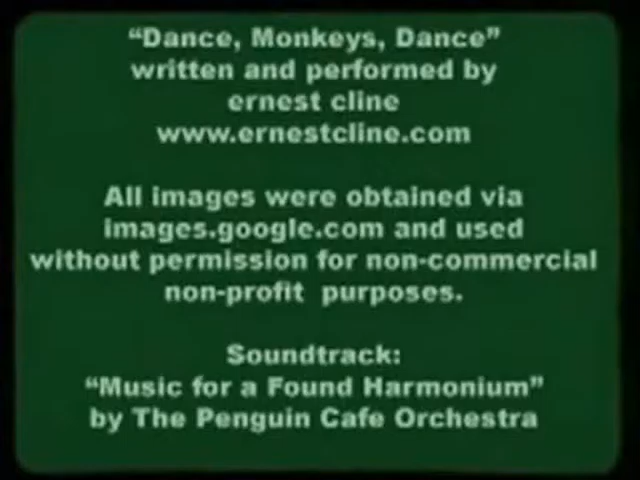 “Dance, Monkeys, Dance”
written and performed by
ernest cline
www.ernestcline.com
All images were obtained via
images.google.com and used
without permission for non-commercial
non-profit purposes.
Soundtrack:
“Music for a Found Harmonium”
by The Penguin Cafe Orchestra